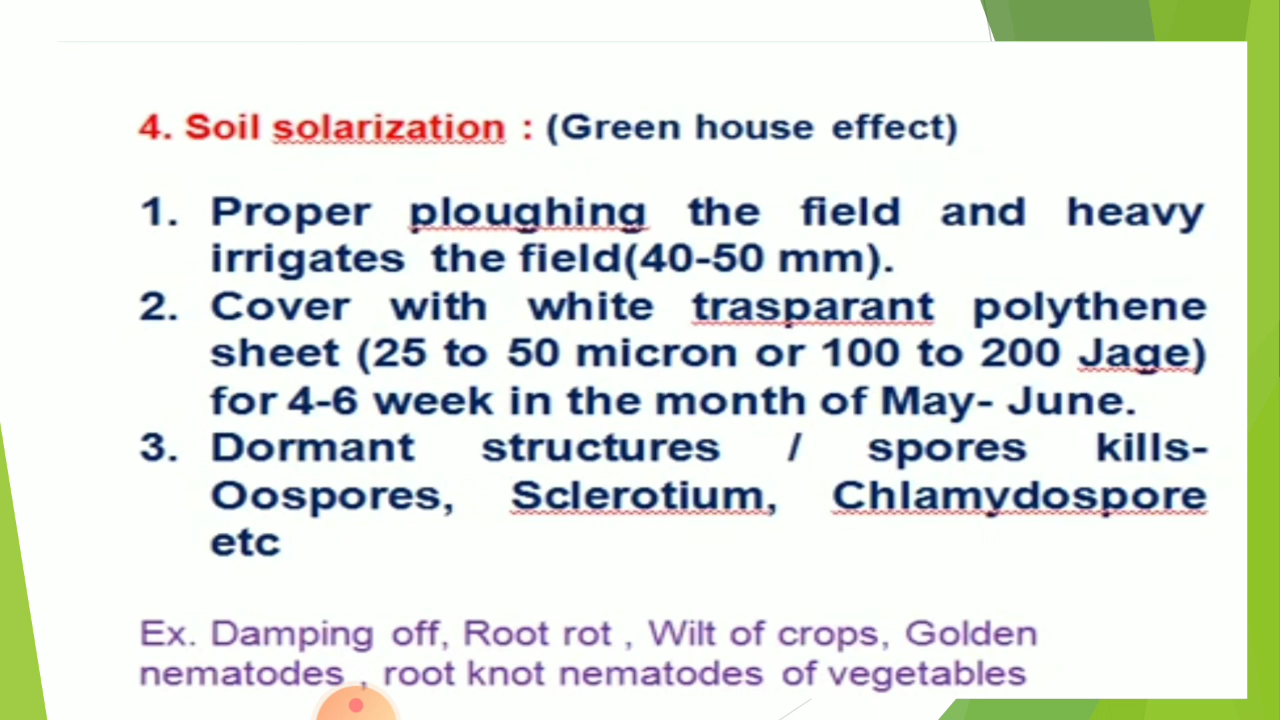 4. Soil solarization : (Green house effect)
1. Proper ploughing the field and heavy
irrigates the field(40-50 mm).
2. Cover with white trasparant polythene
sheet (25 to 50 micron or 100 to 200 Jage)
for 4-6 week in the month of May- June.
3. Dormant structures / spores kills-
Oospores, Sclerotium, Chlamydospore
etc
Ex. Damping off, Root rot , Wilt of crops, Golden
nematodes , root knot nematodes of vegetables